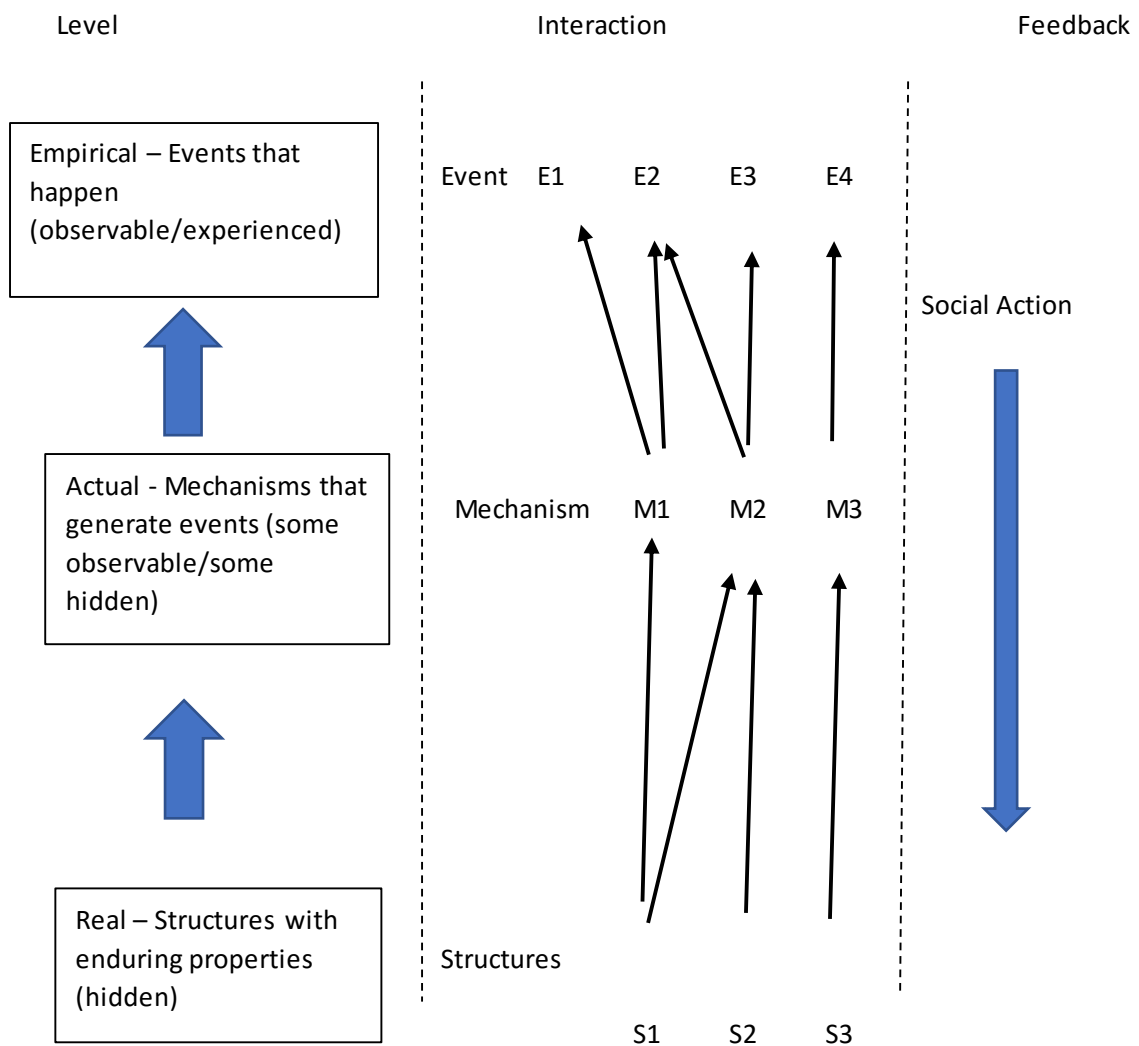 Level Interaction Feedback
Empirical – Events that
happen
(observable/experienced)
Event E1 E2 E3 E4
Social Action
Actual - Mechanisms that
generate events (some
observable/some
hidden)
Mechanism M1 M2 M3
Real – Structures with
enduring properties
(hidden)
Structures
S1 S2 S3